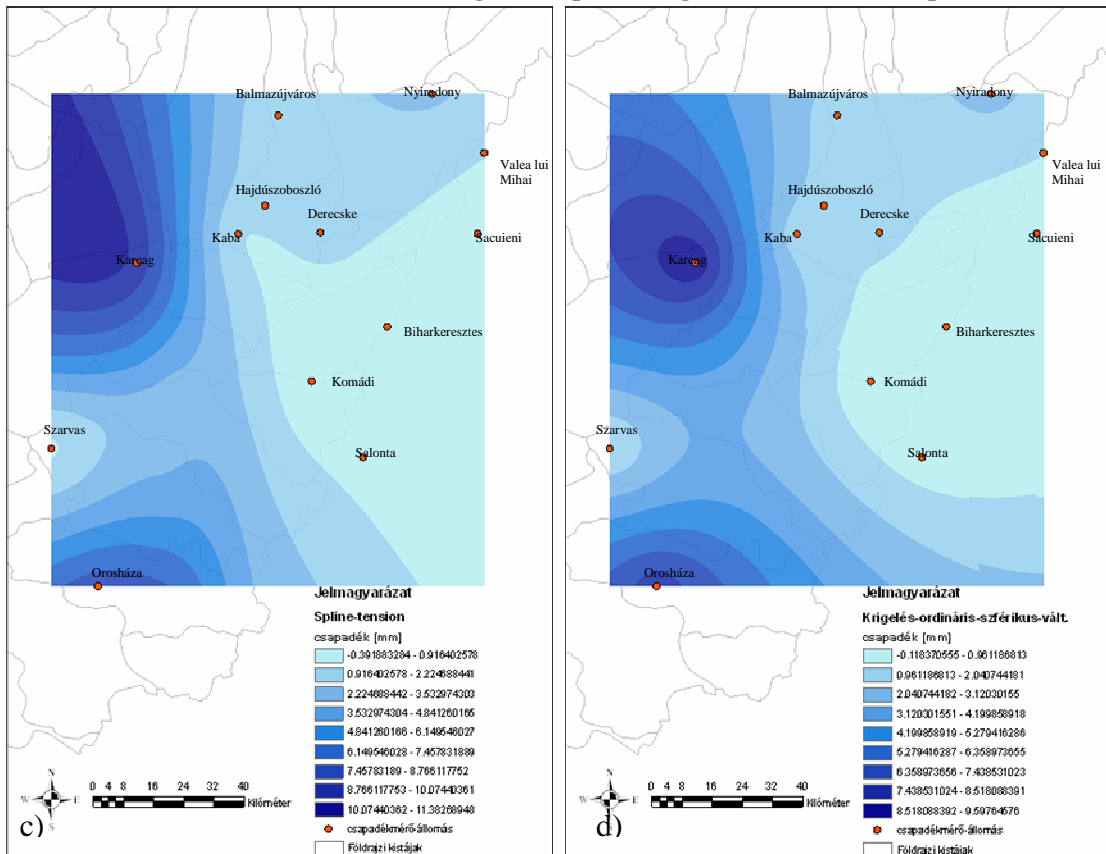 Balmazújváros
Nyíradony
Valea lui
Mihai
Hajdúszoboszló
Derecske
Kaba
Sacuieni
Karcag
Biharkeresztes
Komádi
Szarvas
Salonta
Orosháza
Jelmagyarázat
Spline-tension
csapadék [mm]
-0.391883284 - 0.916402578
0.916402578 - 2.224688441
2.224688442 - 3.532974303
3.532974304 - 4.841260165
4.841260166 - 6.149546027
6.149546028 - 7.457831889
7.45783189 - 8.766117752
8.766117753 - 10.07440361
10.07440362 - 11.38268948
csapadékmérő-állomás
Földrajzi kistájak
N
W
E
S
0 4 8 16 24 32 40
Kilóméter
c)
Balmazújváros
Nyíradony
Valea lui
Mihai
Hajdúszoboszló
Derecske
Kaba
Sacuieni
Karcag
Biharkeresztes
Komádi
Szarvas
Salonta
Orosháza
Jelmagyarázat
Krigelés-ordináris-szférikus-vált.
csapadék [mm]
-0.118370555 - 0.961186813
0.961186813 - 2.040744181
2.040744182 - 3.12030155
3.120301551 - 4.199858918
4.199858919 - 5.279416286
5.279416287 - 6.358973655
6.358973656 - 7.438531023
7.438531024 - 8.518088391
8.518088392 - 9.59764576
csapadékmérő-állomás
Földrajzi kistájak
N
W
E
S
0 4 8 16 24 32 40
Kilóméter
d)